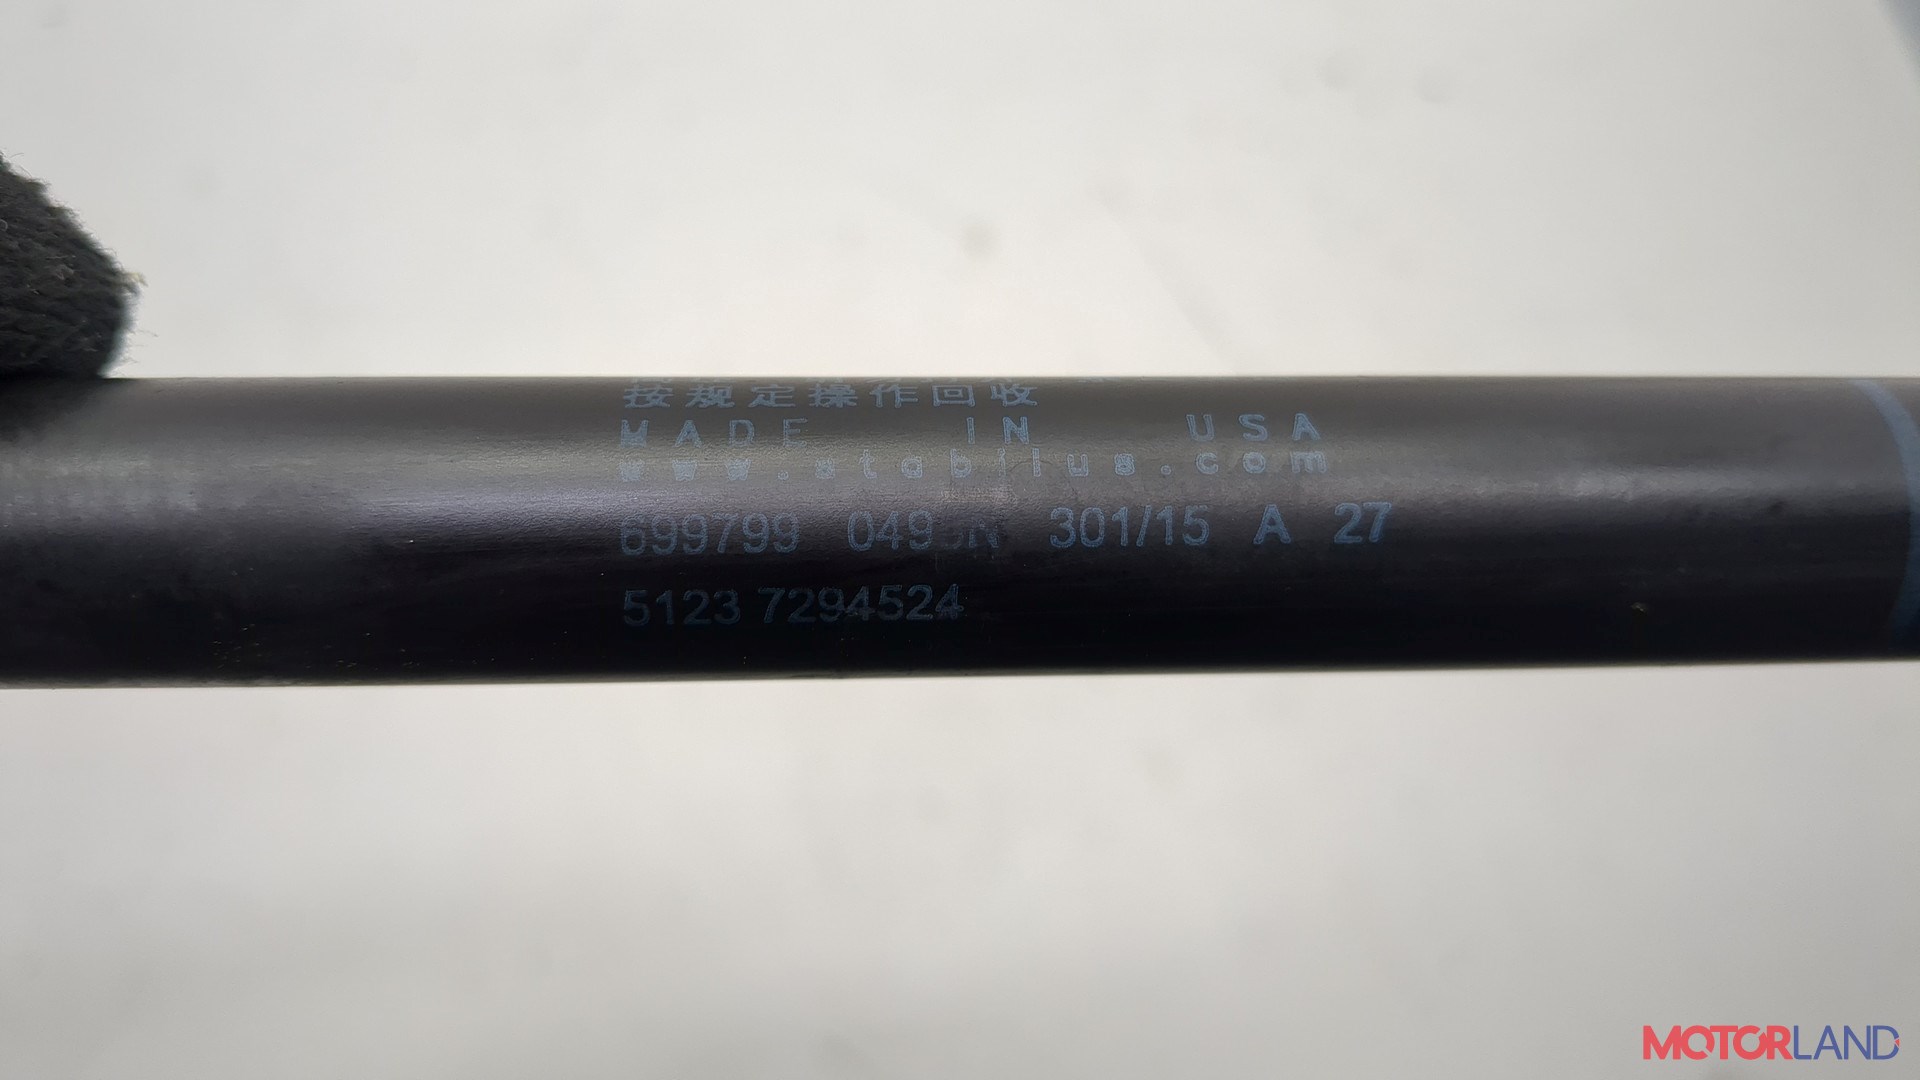 按规定操作回收
MADE IN USA
www.stabilus.com
699799 301/15 A 27
5123 7294524
MOTORLAND